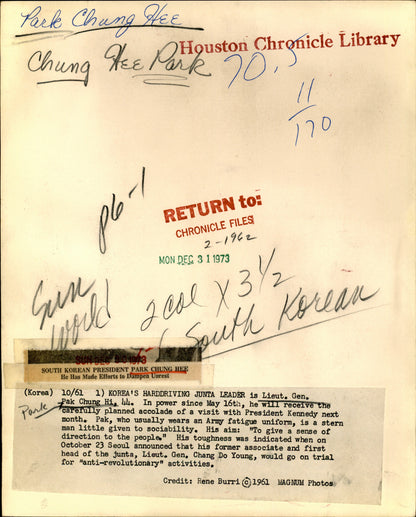 Park Chung Hee
Houston Chronicle Library
Chung Hee Park
70.5
11/170
p6-1
RETURN to:
CHRONICLE FILES
2-1962
MON DEC 31 1973
Sun
World
2 col x 3 1/2
South Korean
SUN DEC 30 1973
SOUTH KOREAN PRESIDENT PARK CHUNG HEE
He Has Made Efforts to Dampen Unrest
(Korea) 10/61 1) KOREA'S HARDDRIVING JUNTA LEADER is Lieut. Gen.
Park Pak Chung Hi, 44. In power since May 16th, he will receive the
carefully planned accolade of a visit with President Kennedy next
month. Pak, who usually wears an Army fatigue uniform, is a stern
man little given to sociability. His aim: "To give a sense of
direction to the people." His toughness was indicated when on
October 23 Seoul announced that his former associate and first
head of the junta, Lieut. Gen. Chang Do Young, would go on trial
for "anti-revolutionary" activities.
Credit: Rene Burri ©1961 MAGNUM Photos